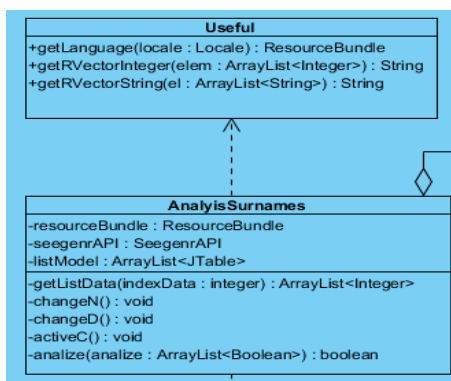 Useful
+getLanguage(locale : Locale) : ResourceBundle
+getRVectorInteger(elem : ArrayList<Integer>) : String
+getRVectorString(el : ArrayList<String>) : String
AnalyisSurnames
-resourceBundle : ResourceBundle
-seegenrAPI : SeegenrAPI
-listModel : ArrayList<JTable>
-getListData(indexData : integer) : ArrayList<Integer>
-changeN() : void
-changeD() : void
-activeC() : void
-analize(analize : ArrayList<Boolean>) : boolean